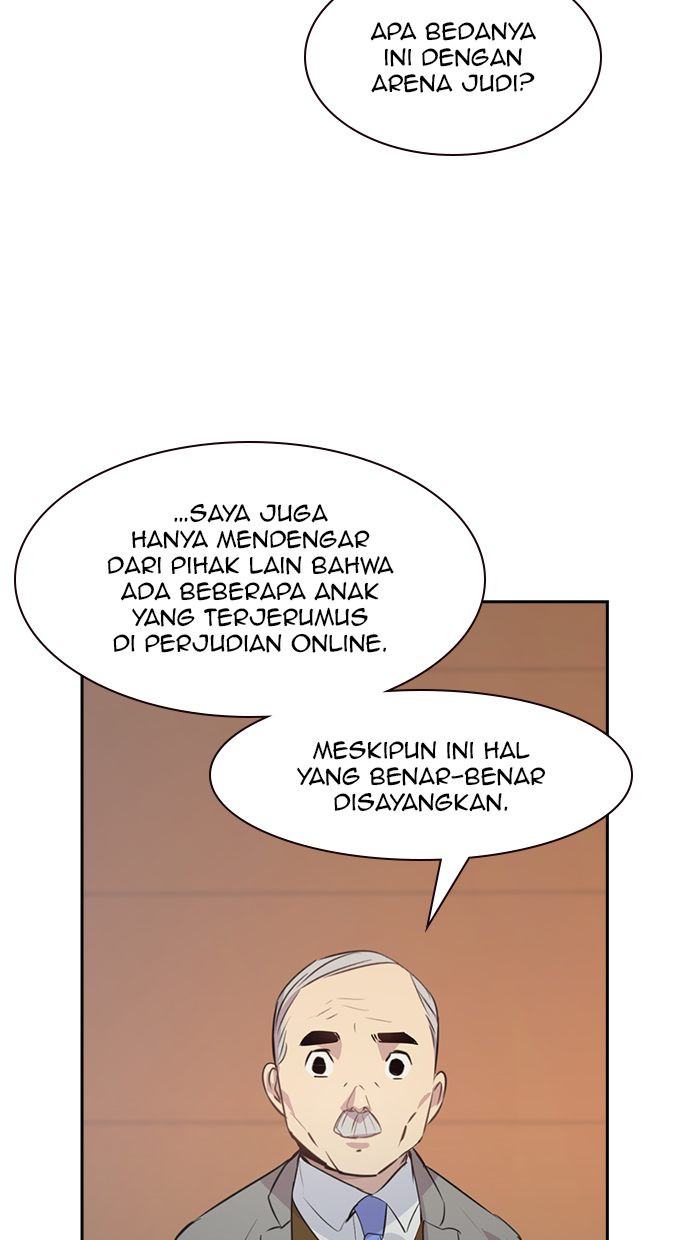 APA BEDANYA
INI DENGAN
ARENA JUDI?
...SAYA JUGA
HANYA MENDENGAR
DARI PIHAK LAIN BAHWA
ADA BEBERAPA ANAK
YANG TERJERUMUS
DI PERJUDIAN ONLINE.
MESKIPUN INI HAL
YANG BENAR-BENAR
DISAYANGKAN.